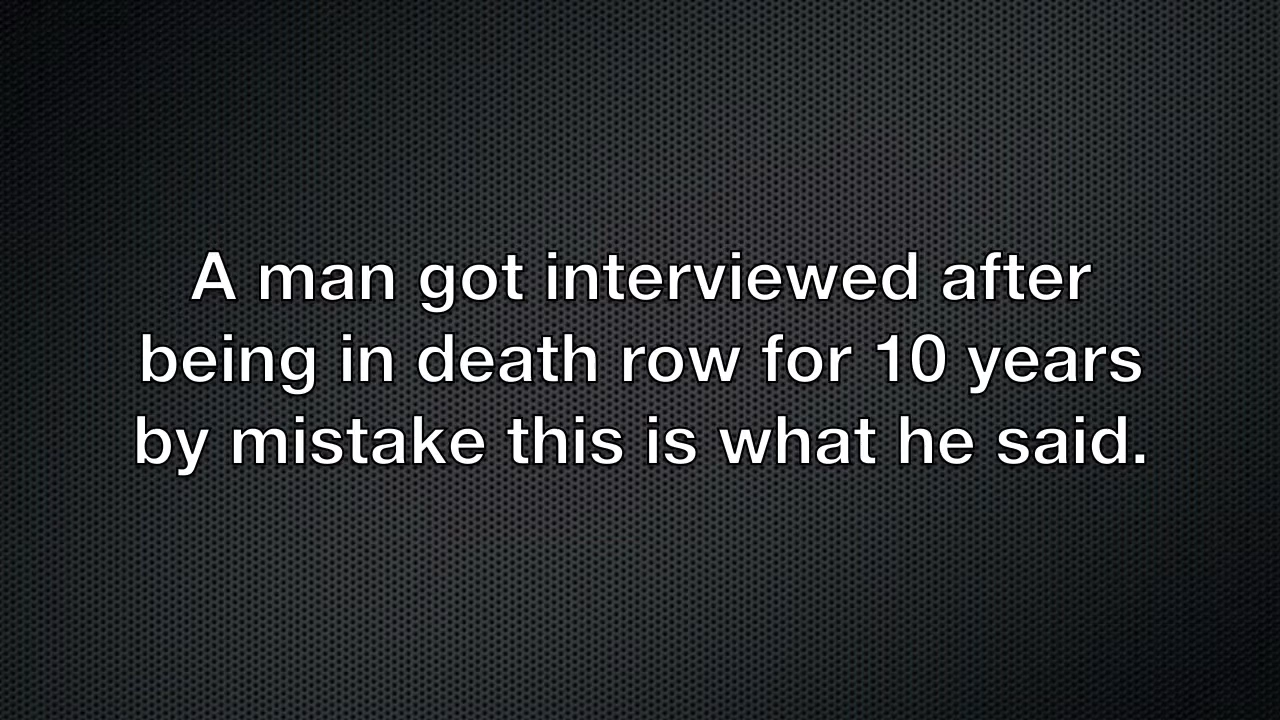 A man got interviewed after
being in death row for 10 years
by mistake this is what he said.